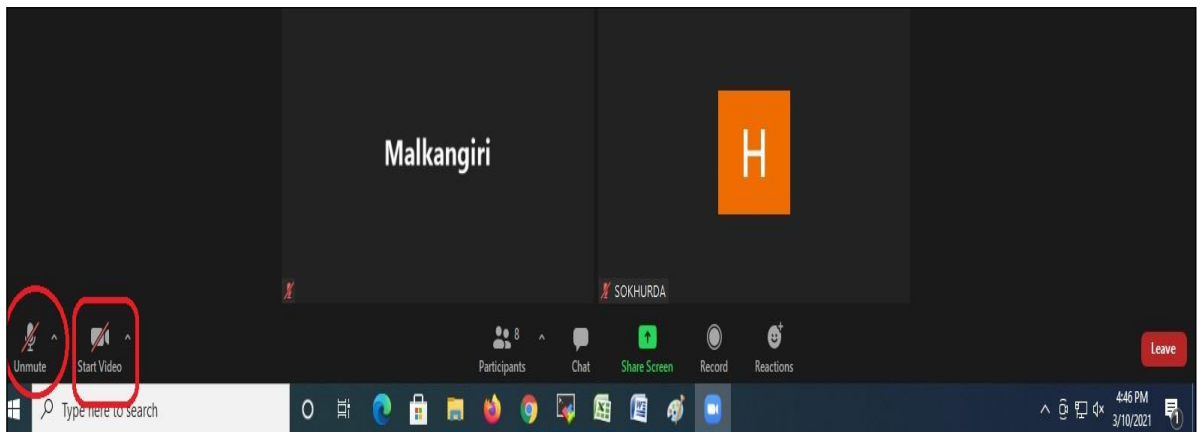 Malkangiri
H
SOKHURDA
Unmute
Start Video
8
Participants
Chat
Share Screen
Record
Reactions
Leave
Type here to search
4:46 PM
3/10/2021
1